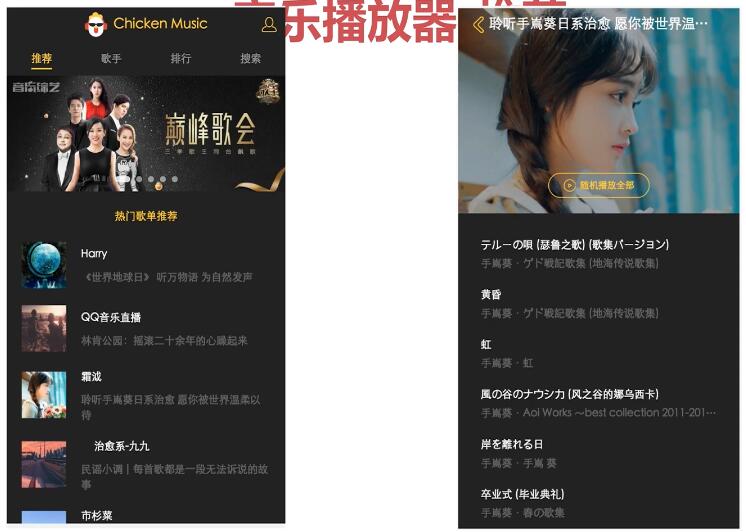 音乐播放器
Chicken Music
推荐
歌手
排行
搜索
巅峰歌会
三季歌王同台飙歌
热门歌单推荐
Harry
《世界地球日》 听万物语 为自然发声
QQ音乐直播
林肯公园：摇滚二十余年的心躁起来
霜泷
聆听手嶌葵日系治愈 愿你被世界温柔以
待
治愈系-九九
民谣小调 | 每首歌都是一段无法诉说的故
事
市杉菜
聆听手嶌葵日系治愈 愿你被世界温...
随机播放全部
テルーの唄 (瑟鲁之歌) (歌集バージョン)
手嶌葵 · ゲド戦記歌集 (地海传说歌集)
黄昏
手嶌葵 · ゲド戦記歌集 (地海传说歌集)
虹
手嶌葵 · 虹
風の谷のナウシカ (风之谷的娜乌西卡)
手嶌葵 · Aoi Works ～best collection 2011-201...
岸を離れる日
手嶌葵 · 手嶌 葵
卒业式 (毕业典礼)
手嶌葵 · 春の歌集